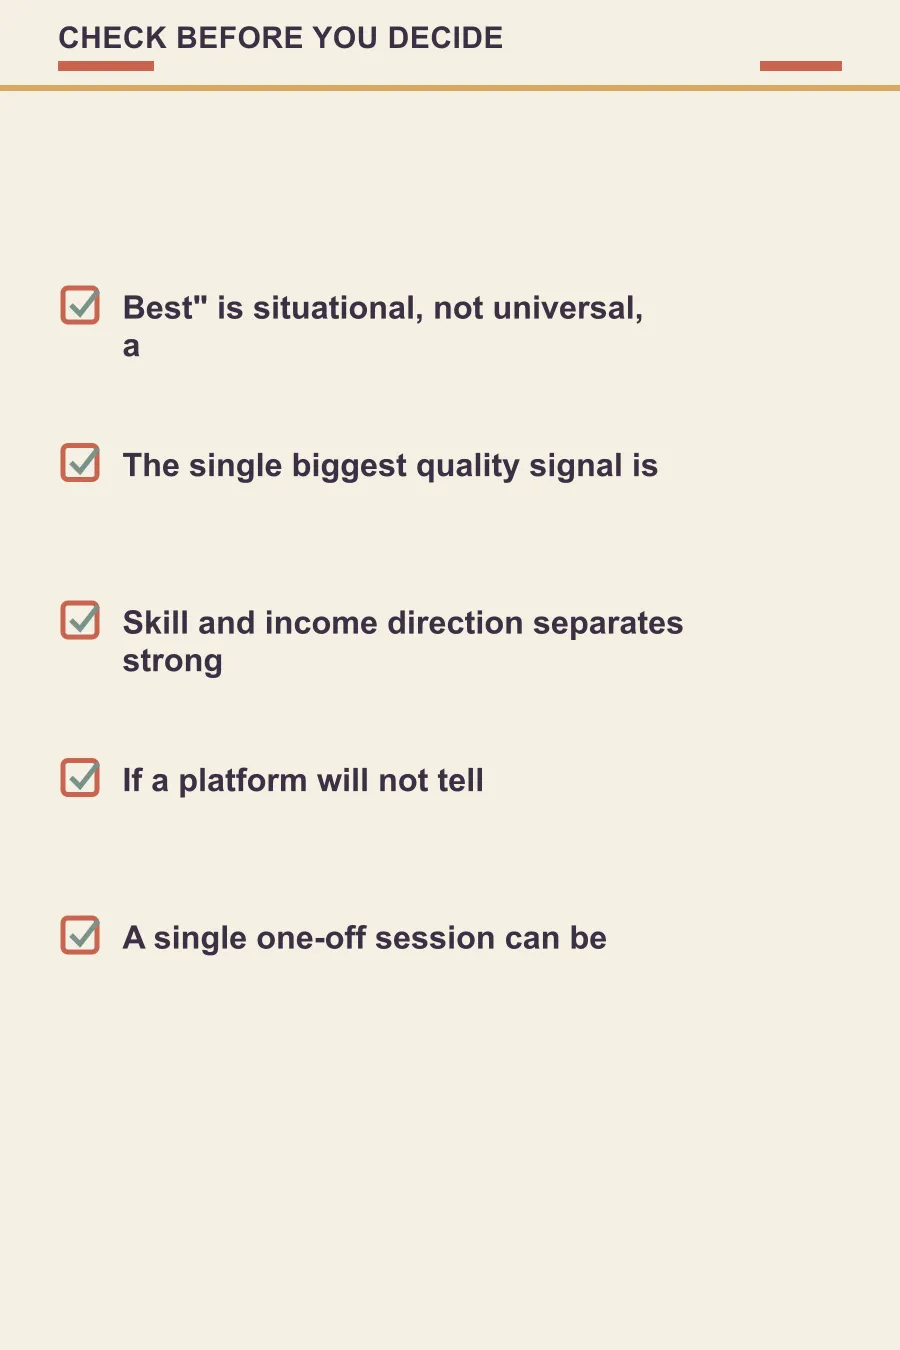 CHECK BEFORE YOU DECIDE
Best" is situational, not universal,
a
The single biggest quality signal is
Skill and income direction separates
strong
If a platform will not tell
A single one-off session can be